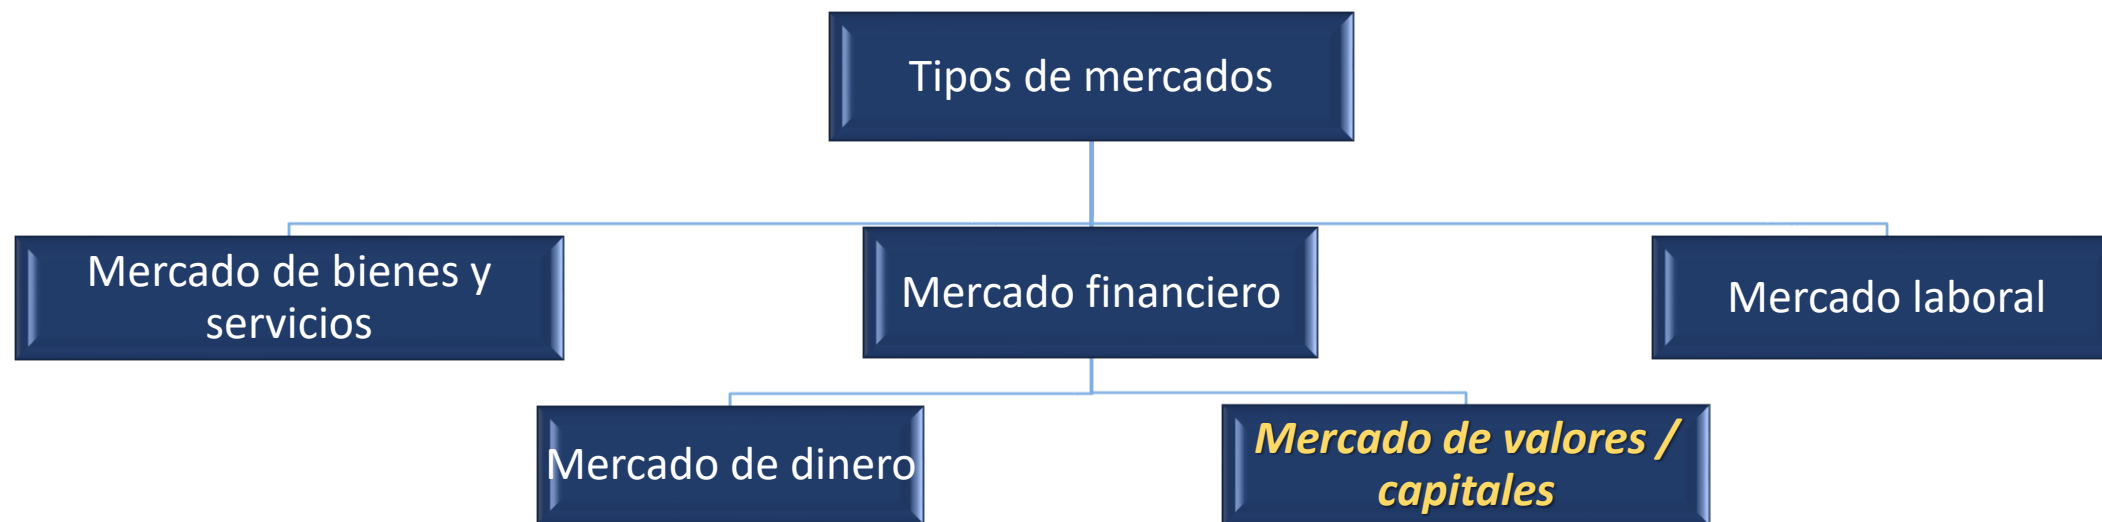 Tipos de mercados
Mercado de bienes y
servicios
Mercado financiero
Mercado laboral
Mercado de dinero
Mercado de valores /
capitales